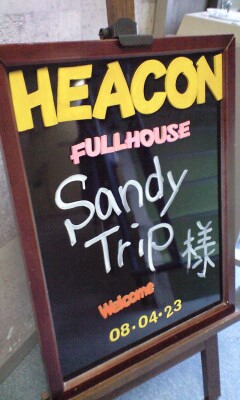 HEACON
FULLHOUSE
Sandy
Trip 様
Welcome
08・04・23